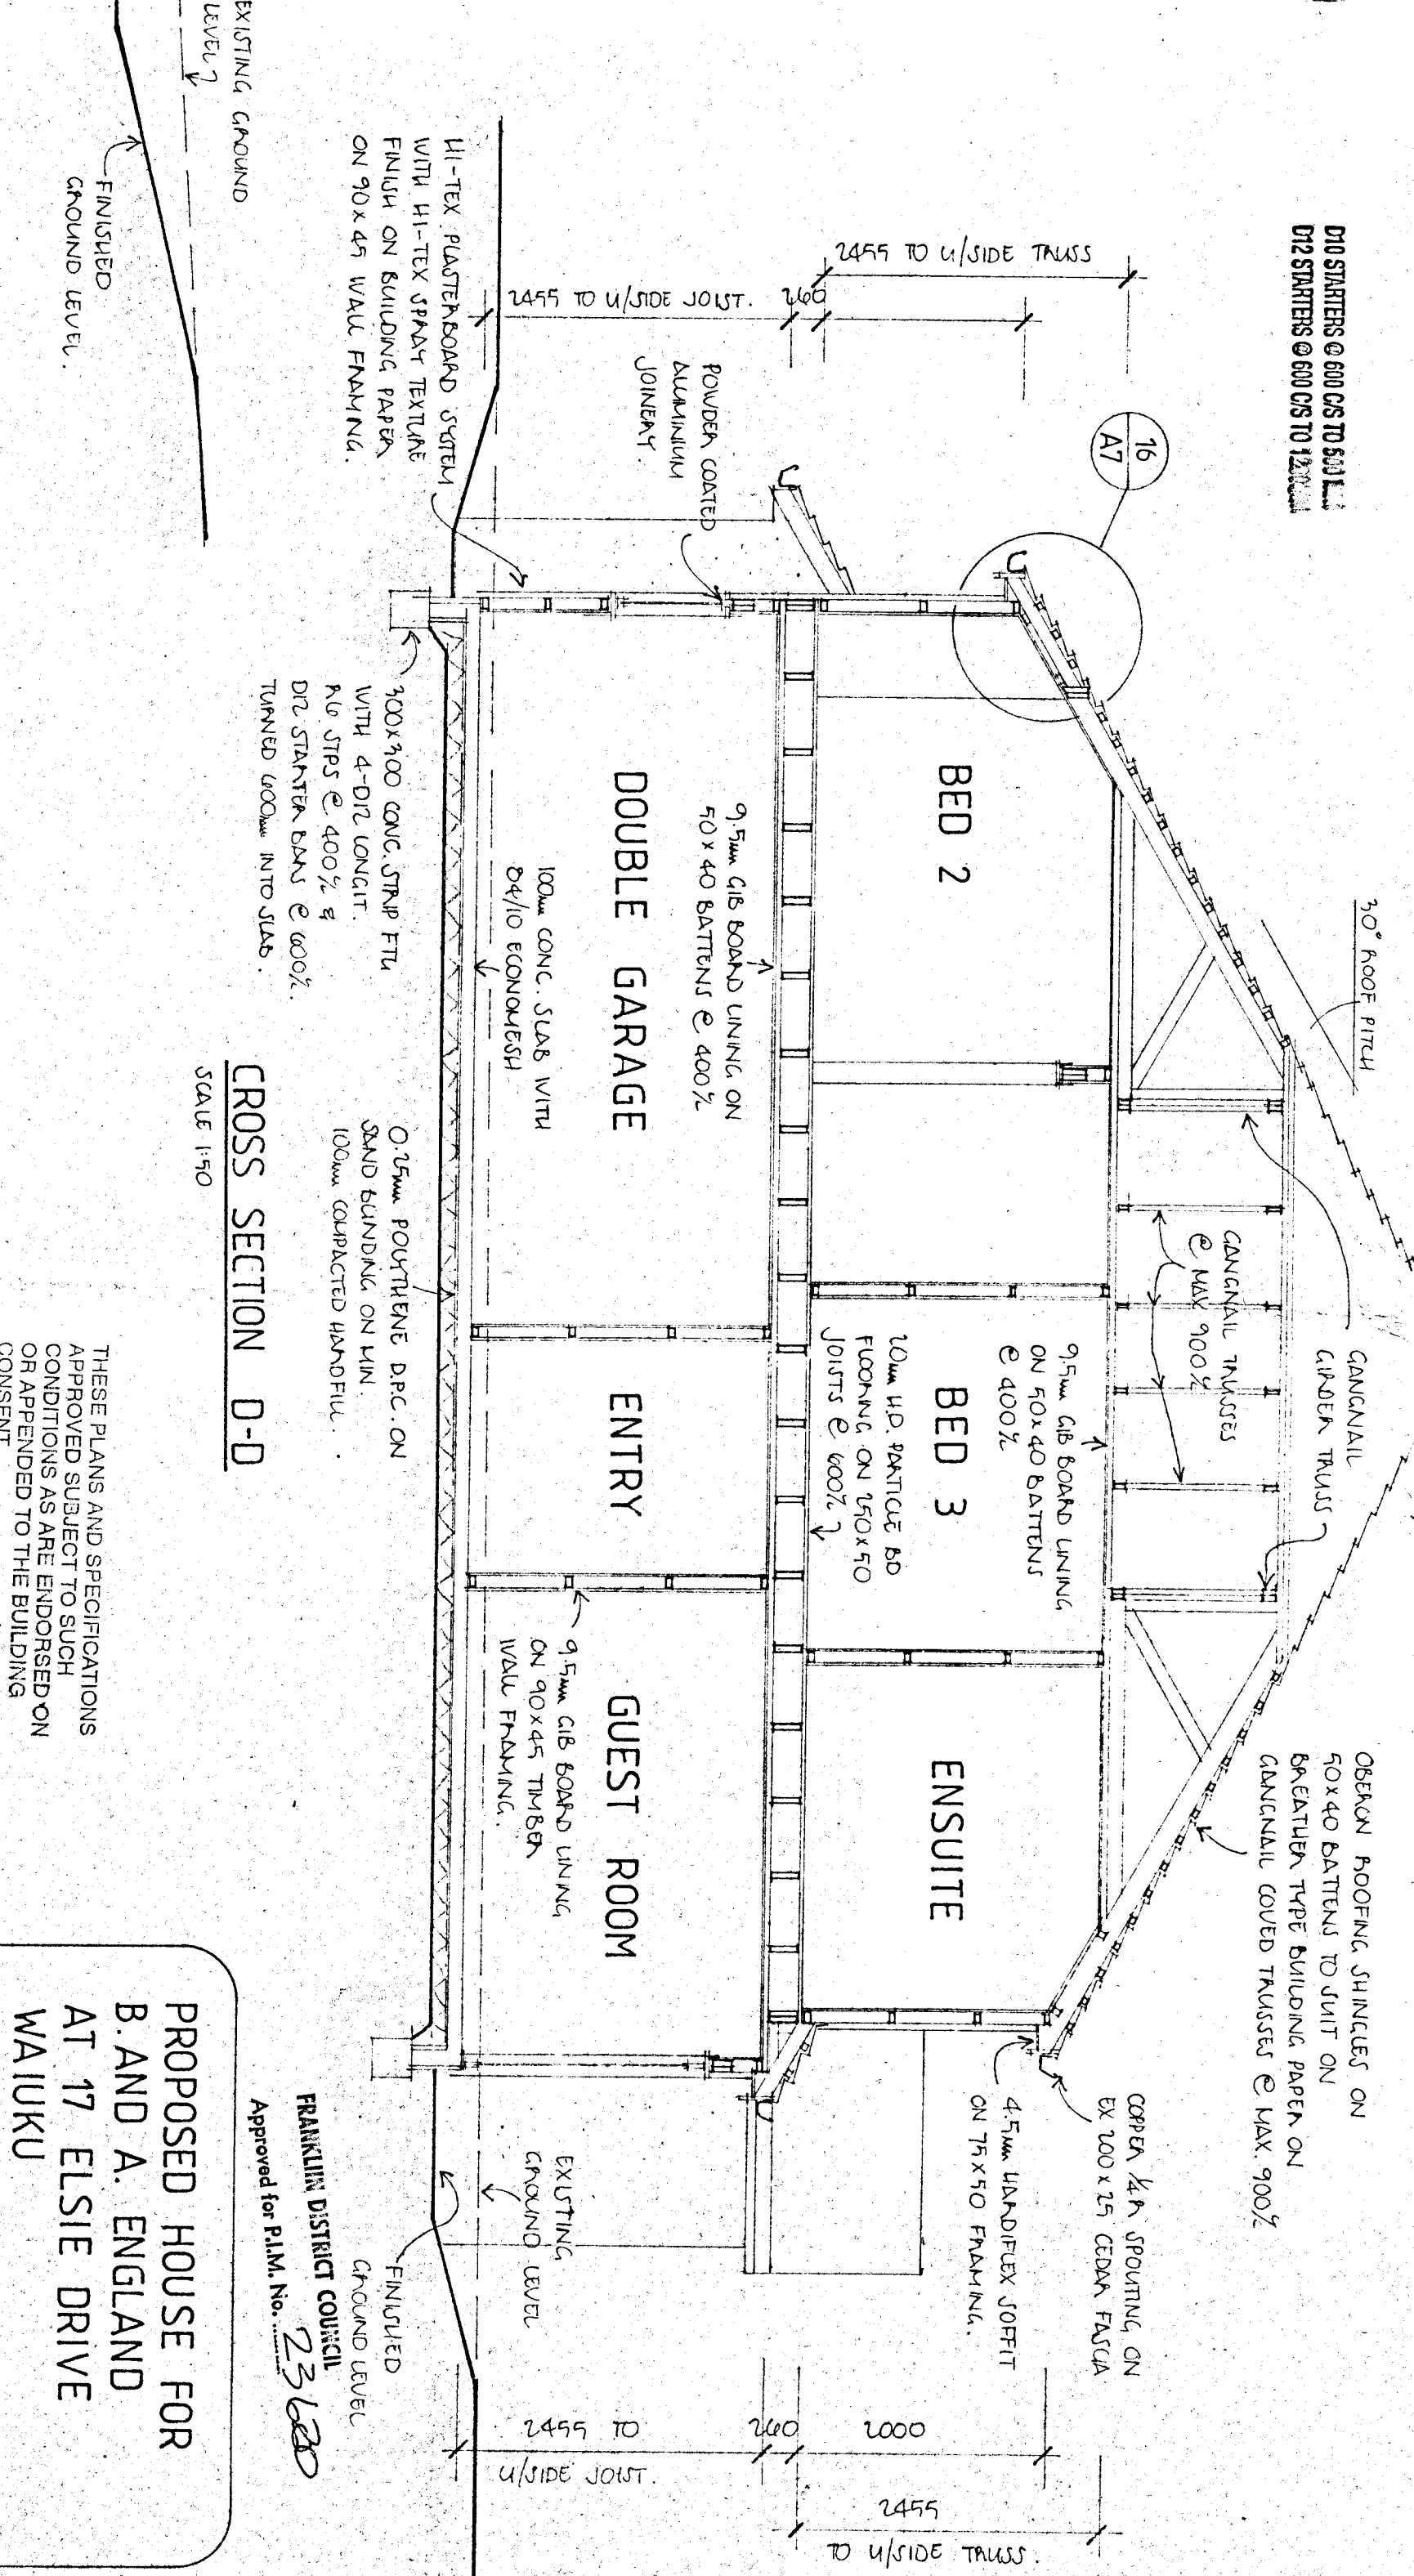 D10 STARTERS @ 600 C/S TO 500
D12 STARTERS @ 600 C/S TO 1200
30° ROOF PITCH
OBERON ROOFING SHINGLES ON
50x40 BATTENS TO SUIT ON
BREATHER TYPE BUILDING PAPER ON
GANGNAIL COVED TRUSSES @ MAX. 900%
GANGNAIL
GIRDER TRUSS
GANGNAIL TRUSSES
@ MAX 900%
16
A7
COPPER 1/4 R SPOUTING ON
EX 200x25 CEDAR FASCIA
4.5mm HARDIFLEX SOFFIT
ON 75x50 FRAMING.
2455 TO U/SIDE TRUSS
2455 TO U/SIDE JOIST.
260
BED 2
9.5mm GIB BOARD LINING
ON 50x40 BATTENS
@ 400%
BED 3
20mm H.D. PARTICLE BD
FLOORING ON 250x50
JOISTS @ 600%
ENSUITE
2000
2455
TO U/SIDE TRUSS.
260
2455 TO
U/SIDE JOIST.
POWDER COATED
ALUMINIUM
JOINERY.
9.5mm GIB BOARD LINING ON
50x40 BATTENS @ 400%
DOUBLE GARAGE
ENTRY
GUEST ROOM
100mm CONC. SLAB WITH
84/10 ECONOMESH
9.5mm GIB BOARD LINING
ON 90x45 TIMBER
WALL FRAMING.
EXISTING
GROUND LEVEL
FINISHED
GROUND LEVEL
HI-TEX PLASTERBOARD SYSTEM
WITH HI-TEX SPRAY TEXTURE
FINISH ON BUILDING PAPER
ON 90x45 WALL FRAMING.
300x300 CONC. STRIP FTG
WITH 4-D12 LONGIT.
R6 STPS @ 400% &
D12 STARTER BARS @ 600%.
TURNED 600mm INTO SLAB.
0.25mm POLYTHENE D.P.C. ON
SAND BLINDING ON MIN.
100mm COMPACTED HARDFILL.
EXISTING GROUND
LEVEL
FINISHED
GROUND LEVEL.
CROSS SECTION D-D
SCALE 1:50
FRANKLIN DISTRICT COUNCIL
Approved for P.I.M. No. 23620
THESE PLANS AND SPECIFICATIONS
APPROVED SUBJECT TO SUCH
CONDITIONS AS ARE ENDORSED ON
OR APPENDED TO THE BUILDING
CONSENT
PROPOSED HOUSE FOR
B. AND A. ENGLAND
AT 17 ELSIE DRIVE
WAIUKU